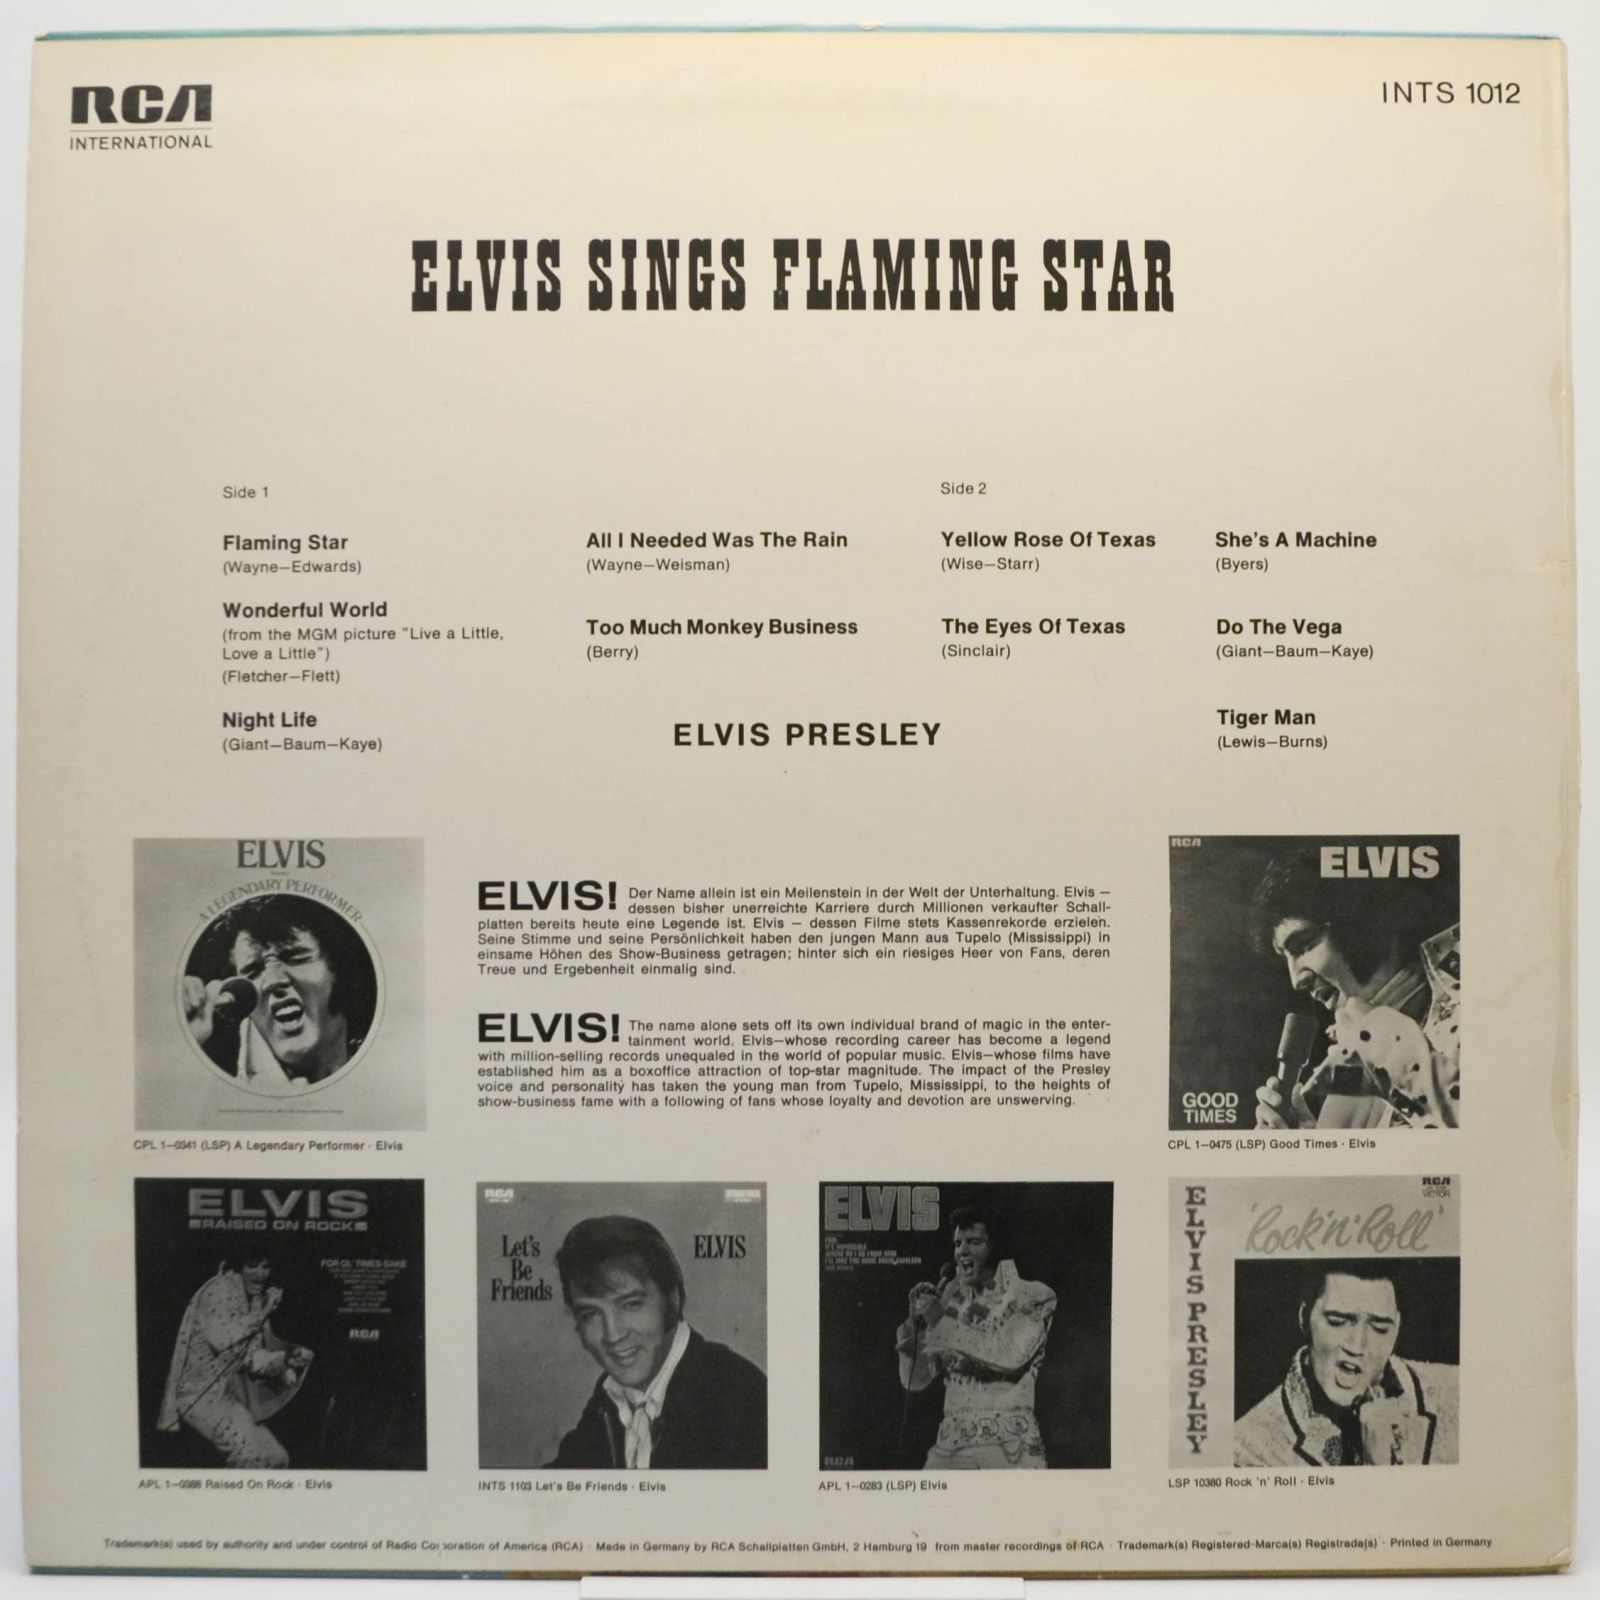 RCA
INTERNATIONAL
INTS 1012
ELVIS SINGS FLAMING STAR
Side 1
Flaming Star
(Wayne—Edwards)
Wonderful World
(from the MGM picture "Live a Little,
Love a Little")
(Fletcher—Flett)
Night Life
(Giant—Baum—Kaye)
All I Needed Was The Rain
(Wayne—Weisman)
Too Much Monkey Business
(Berry)
Side 2
Yellow Rose Of Texas
(Wise—Starr)
The Eyes Of Texas
(Sinclair)
She's A Machine
(Byers)
Do The Vega
(Giant—Baum—Kaye)
Tiger Man
(Lewis—Burns)
ELVIS PRESLEY
ELVIS
A LEGENDARY PERFORMER
CPL 1—0341 (LSP) A Legendary Performer · Elvis
ELVIS! Der Name allein ist ein Meilenstein in der Welt der Unterhaltung. Elvis —
dessen bisher unerreichte Karriere durch Millionen verkaufter Schall-
platten bereits heute eine Legende ist. Elvis — dessen Filme stets Kassenrekorde erzielen.
Seine Stimme und seine Persönlichkeit haben den jungen Mann aus Tupelo (Mississippi) in
einsame Höhen des Show-Business getragen; hinter sich ein riesiges Heer von Fans, deren
Treue und Ergebenheit einmalig sind.
ELVIS! The name alone sets off its own individual brand of magic in the enter-
tainment world. Elvis—whose recording career has become a legend
with million-selling records unequaled in the world of popular music. Elvis—whose films have
established him as a boxoffice attraction of top-star magnitude. The impact of the Presley
voice and personality has taken the young man from Tupelo, Mississippi, to the heights of
show-business fame with a following of fans whose loyalty and devotion are unswerving.
RCA
ELVIS
GOOD
TIMES
CPL 1—0475 (LSP) Good Times · Elvis
ELVIS
RAISED ON ROCK
FOR OL' TIMES SAKE
RCA
APL 1—0388 Raised On Rock · Elvis
RCA
Let's
Be
Friends
ELVIS
INTS 1103 Let's Be Friends · Elvis
ELVIS
RCA
APL 1—0283 (LSP) Elvis
RCA
VICTOR
ELVIS PRESLEY
'Rock 'n' Roll'
LSP 10380 Rock 'n' Roll · Elvis
Trademark(s) used by authority and under control of Radio Corporation of America (RCA) · Made in Germany by RCA Schallplatten GmbH, 2 Hamburg 19 from master recordings of RCA · Trademark(s) Registered-Marca(s) Registrada(s) · Printed in Germany